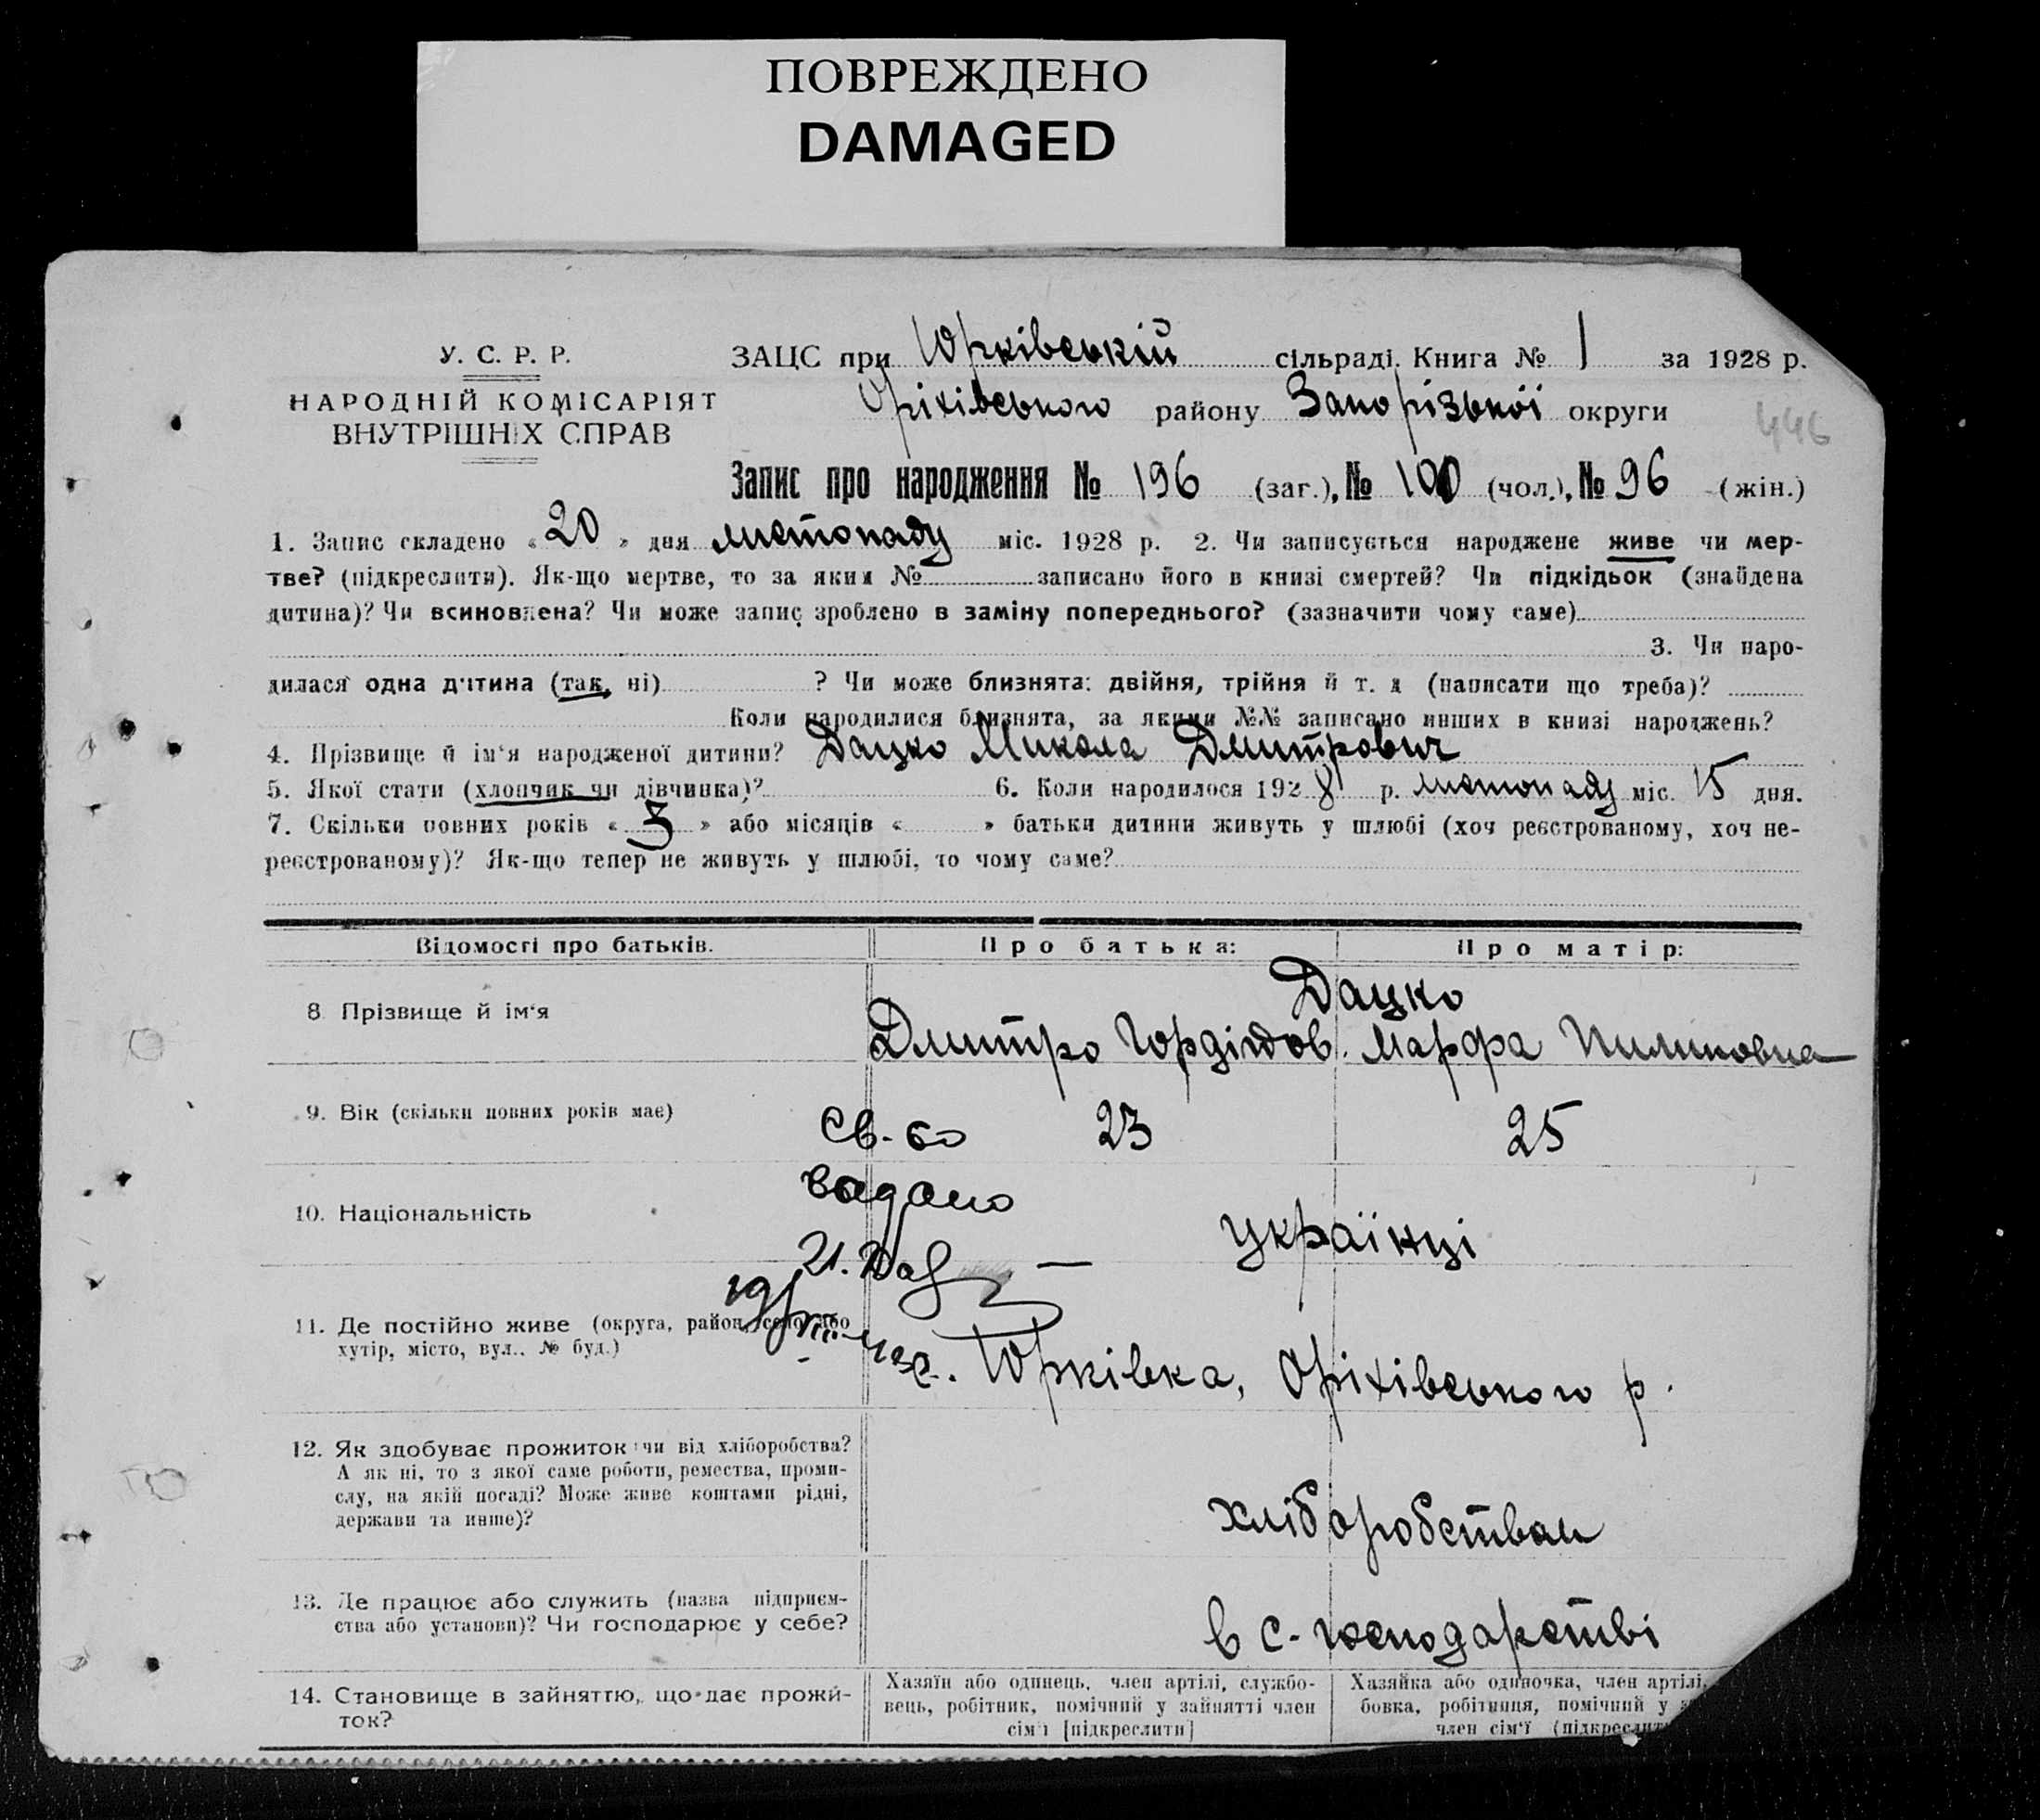 ПОВРЕЖДЕНО
DAMAGED
У. С. Р. Р.
НАРОДНІЙ КОМІСАРІЯТ
ВНУТРІШНІХ СПРАВ
ЗАЦС при Юрківській сільраді. Книга № 1 за 1928 р.
Оріхівського району Запорізької округи
446
Запис про народження № 196 (заг.), № 100 (чол.), № 96 (жін.)
1. Запис складено « 20 » дня листопаду міс. 1928 р. 2. Чи записується народжене живе чи мер-
тве? (підкреслити). Як-що мертве, то за яким № записано його в книзі смертей? Чи підкідьок (знайдена
дитина)? Чи всиновлена? Чи може запис зроблено в заміну попереднього? (зазначити чому саме)
3. Чи наро-
дилася одна дитина (так, ні) ? Чи може близнята: двійня, трійня й т. д (написати що треба)?
Коли народилися близнята, за якими №№ записано инших в книзі народжень?
4. Прізвище й ім'я народженої дитини? Дацко Микола Дмитрович
5. Якої стати (хлопчик чи дівчинка)? 6. Коли народилося 1928 р. листопаду міс. 15 дня.
7. Скільки повних років « 3 » або місяців « » батьки дитини живуть у шлюбі (хоч реєстрованому, хоч не-
реєстрованому)? Як-що тепер не живуть у шлюбі, то чому саме?
Відомості про батьків. Про батька: Про матір:
Дацко
8. Прізвище й ім'я Дмитро Гордійов. Марфа Пилиповна
9. Вік (скільки повних років має) 23 25
св-во
видано
10. Національність українці
21.
11. Де постійно живе (округа, район, село або
хутір, місто, вул.. № буд.)
с. Юрківка, Оріхівського р.
12. Як здобуває прожиток: чи від хліборобства?
А як ні, то з якої саме роботи, ремества, проми-
слу, на якій посаді? Може живе коштами рідні,
держави та инше)?
хліборобством
13. Де працює або служить (назва підприєм-
ства або установи)? Чи господарює у себе?
в с-господарстві
14. Становище в зайняттю, що дає прожи-
ток?
Хазяїн або одинець, член артілі, службо-
вець, робітник, помічний у зайнятті член
сім'ї [підкреслити]
Хазяйка або одиночка, член артілі,
бовка, робітниця, помічний у
член сім'ї (підкреслит